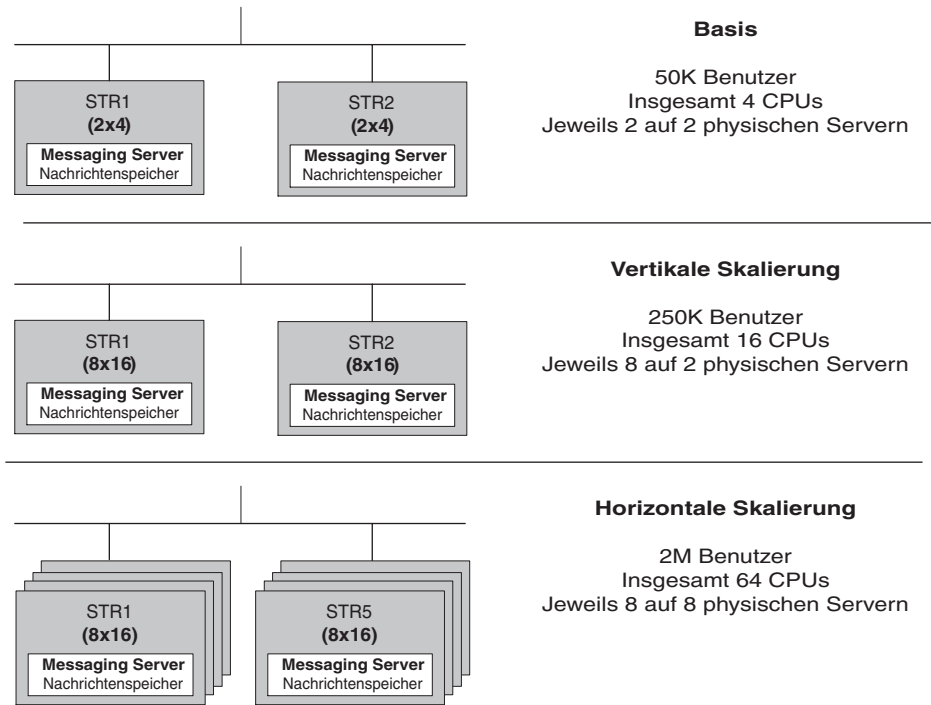 Basis
50K Benutzer
Insgesamt 4 CPUs
Jeweils 2 auf 2 physischen Servern
STR1
(2x4)
Messaging Server
Nachrichtenspeicher
STR2
(2x4)
Messaging Server
Nachrichtenspeicher
Vertikale Skalierung
250K Benutzer
Insgesamt 16 CPUs
Jeweils 8 auf 2 physischen Servern
STR1
(8x16)
Messaging Server
Nachrichtenspeicher
STR2
(8x16)
Messaging Server
Nachrichtenspeicher
Horizontale Skalierung
2M Benutzer
Insgesamt 64 CPUs
Jeweils 8 auf 8 physischen Servern
STR1
(8x16)
Messaging Server
Nachrichtenspeicher
STR5
(8x16)
Messaging Server
Nachrichtenspeicher